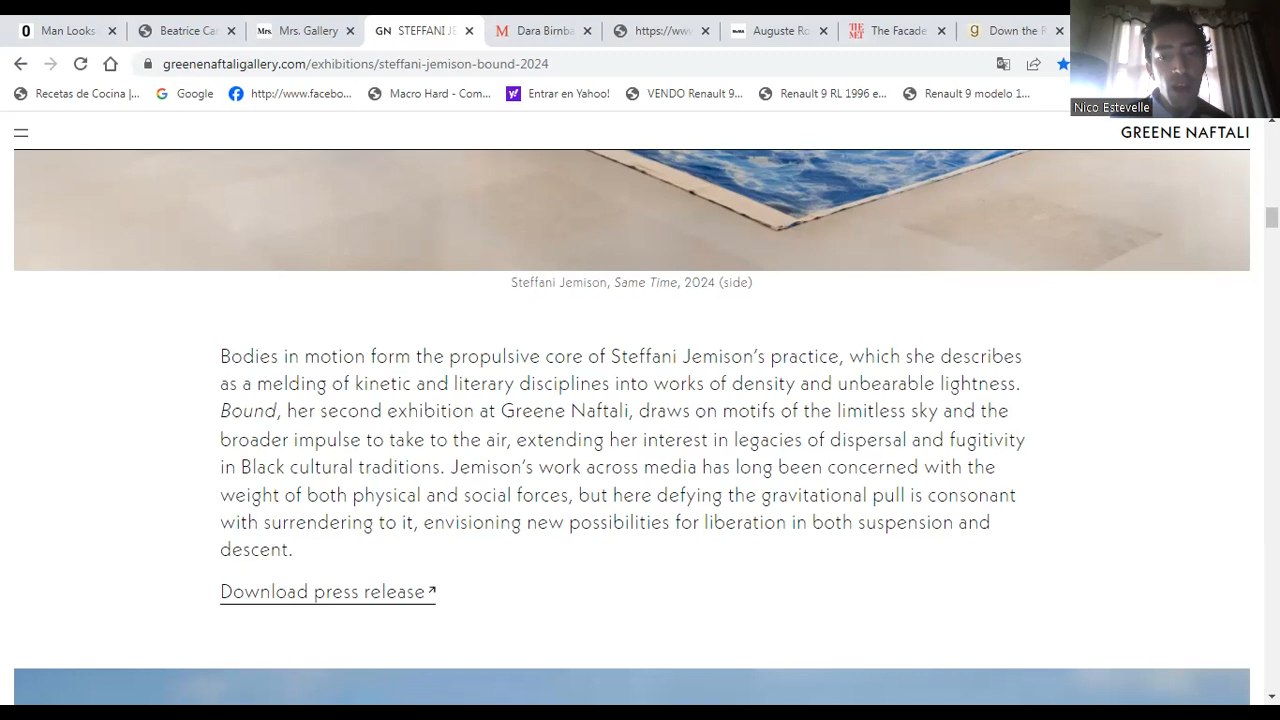 Man Looks
Beatrice Ca
Mrs. Mrs. Gallery
GN STEFFANI JE
Dara Birnba
https://ww
Auguste Ro
The Facade
g Down the R
greenenaftaligallery.com/exhibitions/steffani-jemison-bound-2024
Recetas de Cocina |...
Google
http://www.facebo...
Macro Hard - Com...
Entrar en Yahoo!
VENDO Renault 9...
Renault 9 RL 1996 e...
Renault 9 modelo 1...
Nico Estevelle
GREENE NAFTALI
Steffani Jemison, Same Time, 2024 (side)
Bodies in motion form the propulsive core of Steffani Jemison's practice, which she describes
as a melding of kinetic and literary disciplines into works of density and unbearable lightness.
Bound, her second exhibition at Greene Naftali, draws on motifs of the limitless sky and the
broader impulse to take to the air, extending her interest in legacies of dispersal and fugitivity
in Black cultural traditions. Jemison's work across media has long been concerned with the
weight of both physical and social forces, but here defying the gravitational pull is consonant
with surrendering to it, envisioning new possibilities for liberation in both suspension and
descent.
Download press release↗